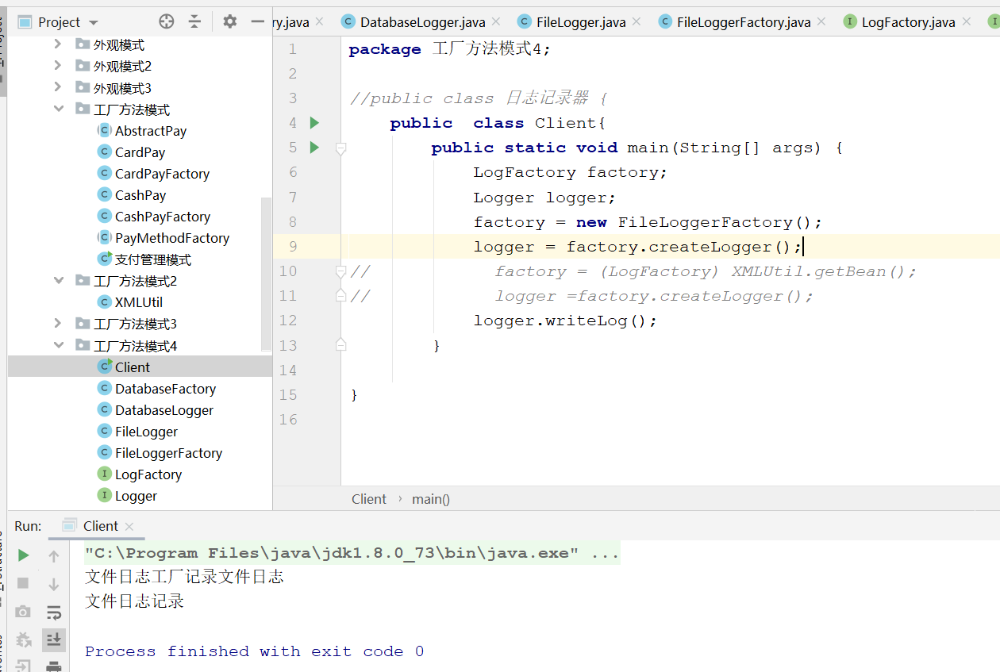 Project
ry.java
DatabaseLogger.java
FileLogger.java
FileLoggerFactory.java
LogFactory.java
外观模式
外观模式2
外观模式3
工厂方法模式
AbstractPay
CardPay
CardPayFactory
CashPay
CashPayFactory
PayMethodFactory
支付管理模式
工厂方法模式2
XMLUtil
工厂方法模式3
工厂方法模式4
Client
DatabaseFactory
DatabaseLogger
FileLogger
FileLoggerFactory
LogFactory
Logger
1 package 工厂方法模式4;
2
3 //public class 日志记录器 {
4 public  class Client{
5 public static void main(String[] args) {
6 LogFactory factory;
7 Logger logger;
8 factory = new FileLoggerFactory();
9 logger = factory.createLogger();
10 //            factory = (LogFactory) XMLUtil.getBean();
11 //            logger =factory.createLogger();
12 logger.writeLog();
13 }
14
15 }
16
Client › main()
Run: Client
"C:\Program Files\java\jdk1.8.0_73\bin\java.exe" ...
文件日志工厂记录文件日志
文件日志记录
Process finished with exit code 0